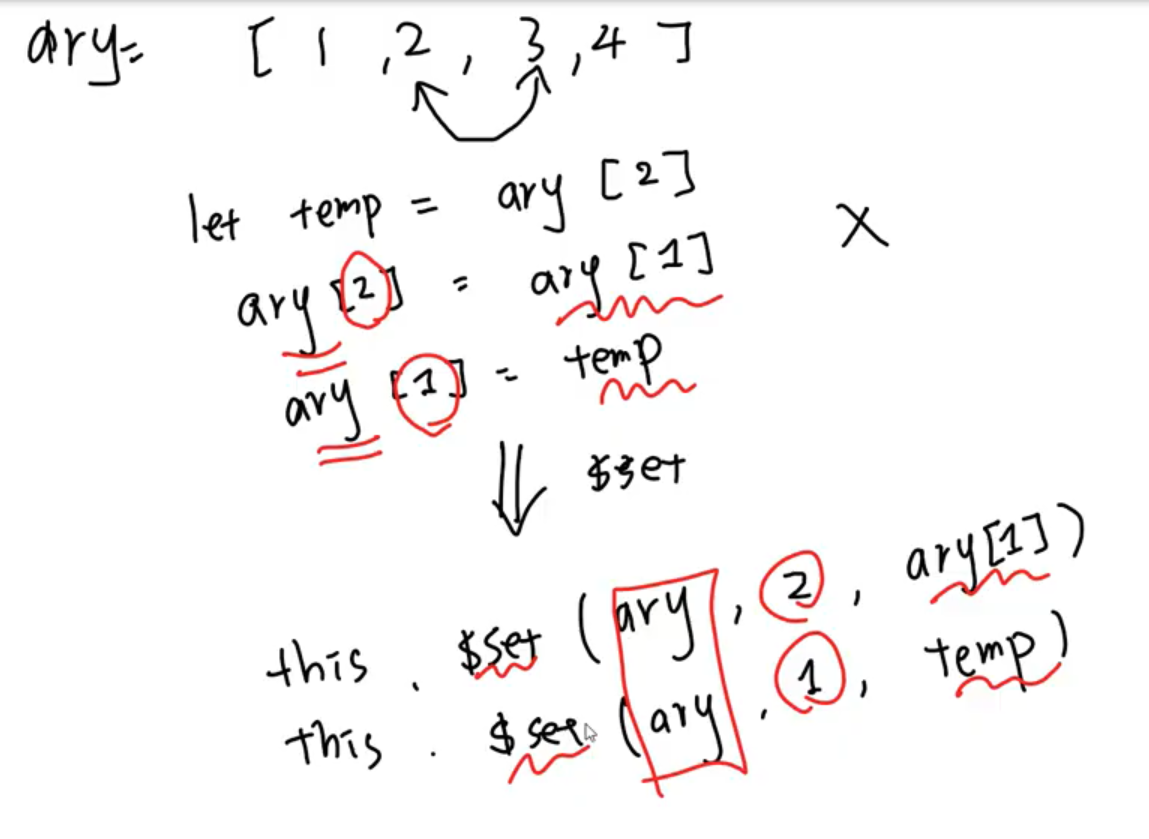 ary= [ 1 , 2 , 3 , 4 ]
let temp = ary [2]
X
ary [2] = ary [1]
ary [1] = temp
$set
this . $set ( ary , 2 , ary[1] )
this . $set ( ary , 1 , temp )